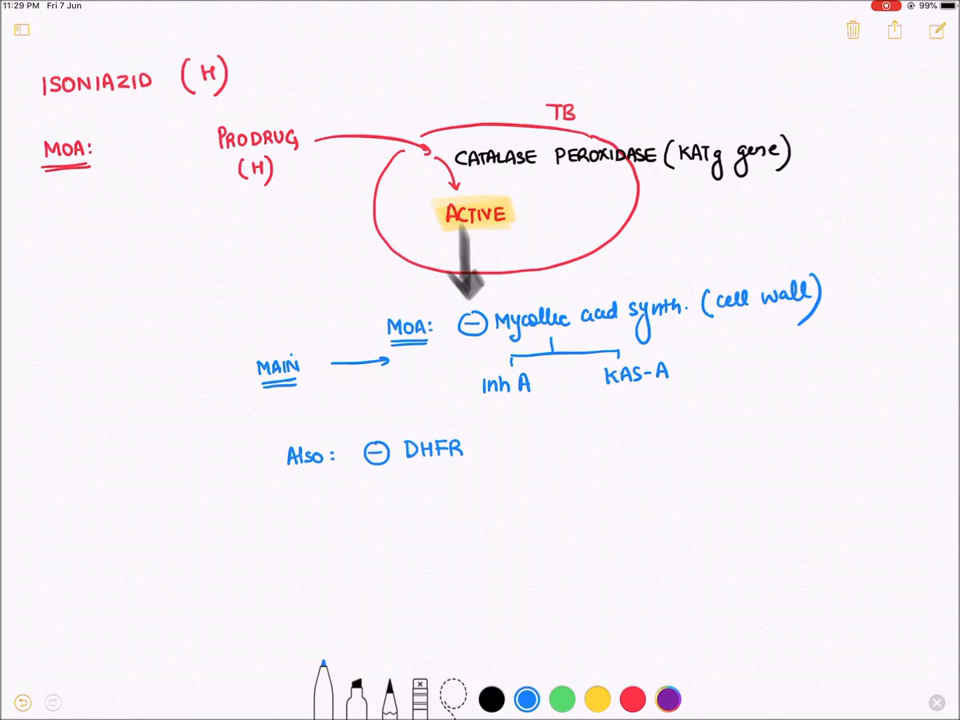 11:29 PM Fri 7 Jun
99%
ISONIAZID (H)
TB
MOA:
PRODRUG
(H)
CATALASE PEROXIDASE (KATg gene)
ACTIVE
MOA: ⊖ Mycollic acid synth. (cell wall)
MAIN →
Inh A KAS-A
Also: ⊖ DHFR